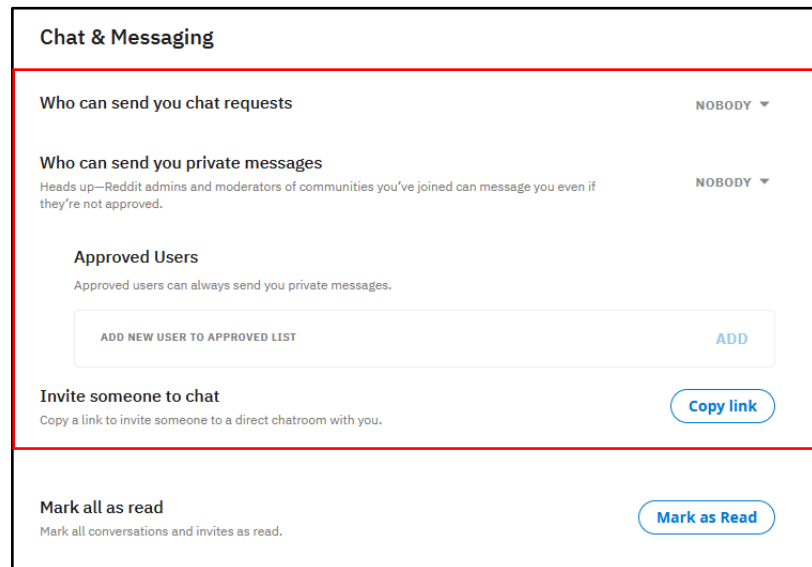 Chat & Messaging
Who can send you chat requests
NOBODY
Who can send you private messages
Heads up—Reddit admins and moderators of communities you’ve joined can message you even if
they’re not approved.
NOBODY
Approved Users
Approved users can always send you private messages.
ADD NEW USER TO APPROVED LIST
ADD
Invite someone to chat
Copy a link to invite someone to a direct chatroom with you.
Copy link
Mark all as read
Mark all conversations and invites as read.
Mark as Read